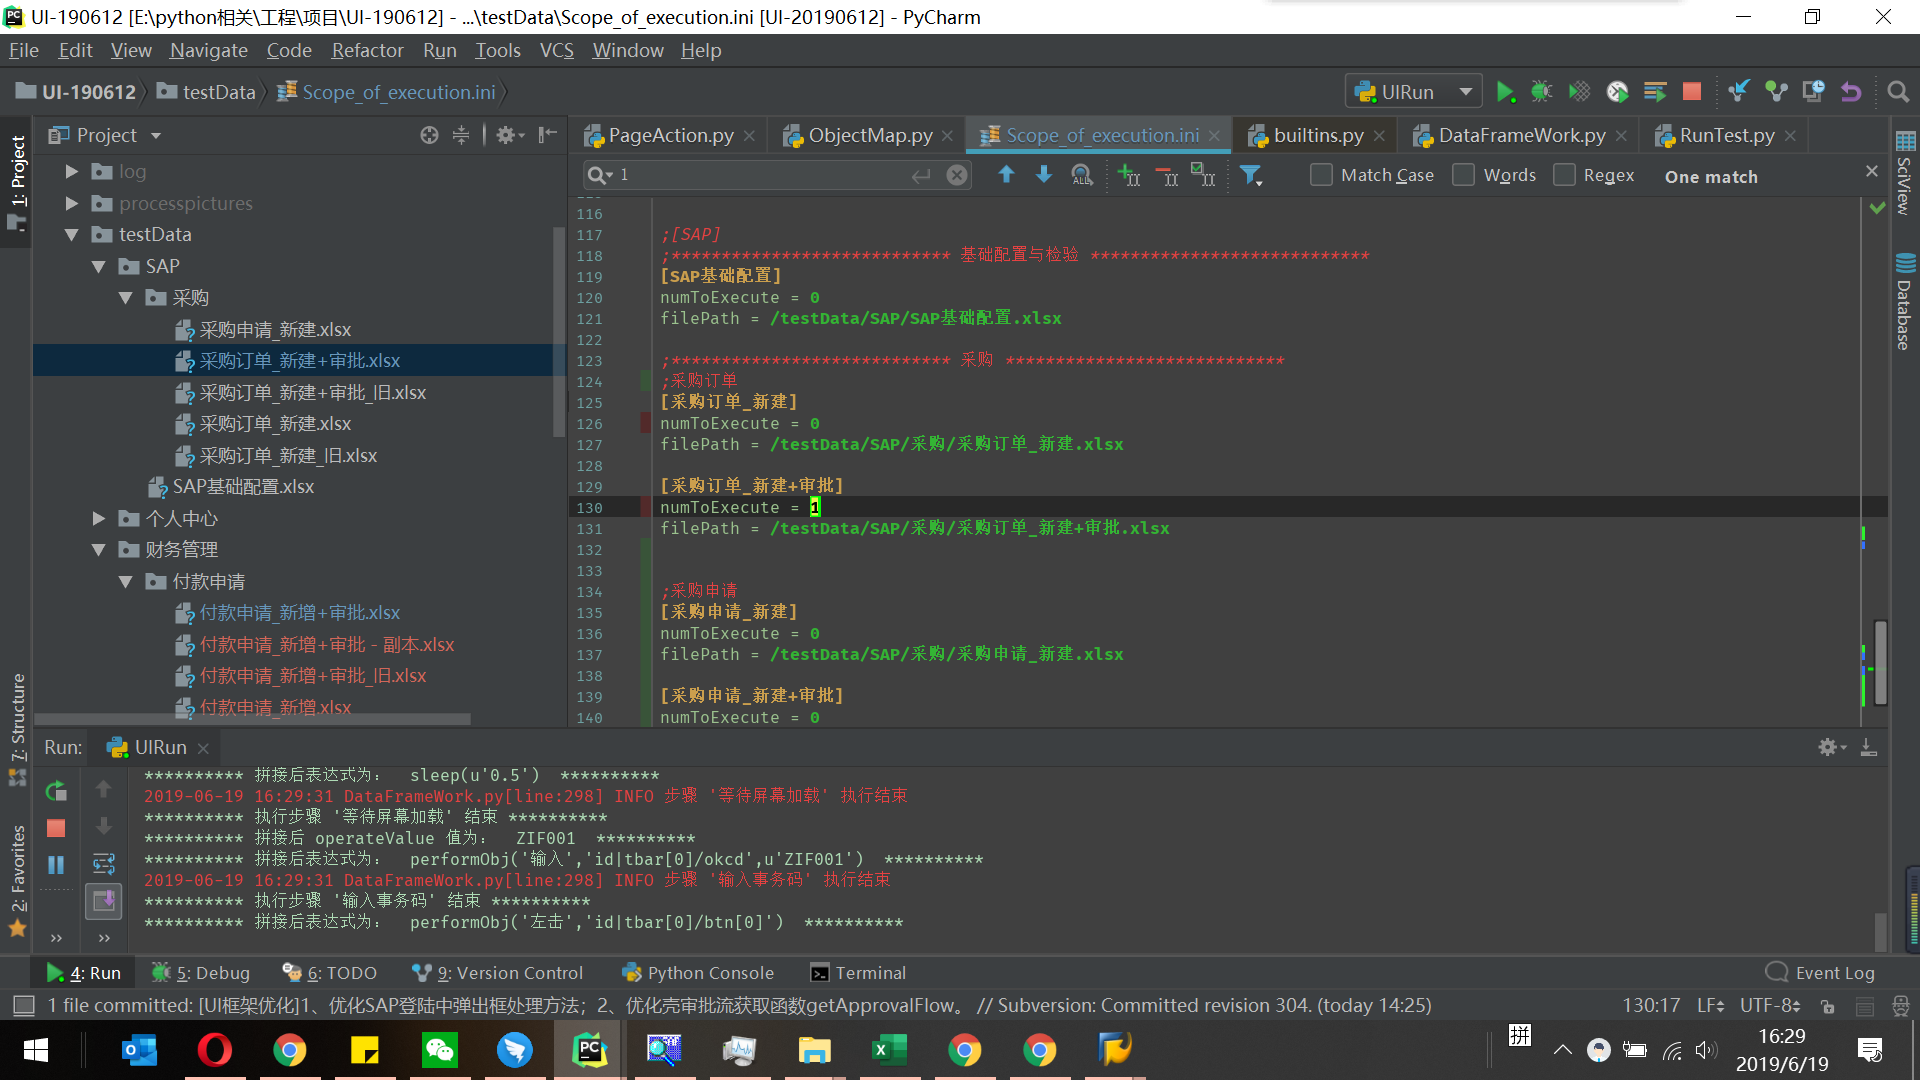 UI-190612 [E:\python相关\工程\项目\UI-190612] - ...\testData\Scope_of_execution.ini [UI-20190612] - PyCharm
File Edit View Navigate Code Refactor Run Tools VCS Window Help
UI-190612 testData Scope_of_execution.ini UIRun
Project
PageAction.py ObjectMap.py Scope_of_execution.ini builtins.py DataFrameWork.py RunTest.py
1 Match Case Words Regex One match
1: Project
7: Structure
2: Favorites
log
processpictures
testData
SAP
采购
采购申请_新建.xlsx
采购订单_新建+审批.xlsx
采购订单_新建+审批_旧.xlsx
采购订单_新建.xlsx
采购订单_新建_旧.xlsx
SAP基础配置.xlsx
个人中心
财务管理
付款申请
付款申请_新增+审批.xlsx
付款申请_新增+审批 - 副本.xlsx
付款申请_新增+审批_旧.xlsx
付款申请_新增.xlsx
116
117 ;[SAP]
118 ;**************************** 基础配置与检验 ****************************
119 [SAP基础配置]
120 numToExecute = 0
121 filePath = /testData/SAP/SAP基础配置.xlsx
122
123 ;**************************** 采购 ****************************
124 ;采购订单
125 [采购订单_新建]
126 numToExecute = 0
127 filePath = /testData/SAP/采购/采购订单_新建.xlsx
128
129 [采购订单_新建+审批]
130 numToExecute = 1
131 filePath = /testData/SAP/采购/采购订单_新建+审批.xlsx
132
133
134 ;采购申请
135 [采购申请_新建]
136 numToExecute = 0
137 filePath = /testData/SAP/采购/采购申请_新建.xlsx
138
139 [采购申请_新建+审批]
140 numToExecute = 0
SciView
Database
Run: UIRun
********** 拼接后表达式为： sleep(u'0.5') **********
2019-06-19 16:29:31 DataFrameWork.py[line:298] INFO 步骤 '等待屏幕加载' 执行结束
********** 执行步骤 '等待屏幕加载' 结束 **********
********** 拼接后 operateValue 值为： ZIF001 **********
********** 拼接后表达式为： performObj('输入','id|tbar[0]/okcd',u'ZIF001') **********
2019-06-19 16:29:31 DataFrameWork.py[line:298] INFO 步骤 '输入事务码' 执行结束
********** 执行步骤 '输入事务码' 结束 **********
********** 拼接后表达式为： performObj('左击','id|tbar[0]/btn[0]') **********
4: Run 5: Debug 6: TODO 9: Version Control Python Console Terminal Event Log
1 file committed: [UI框架优化]1、优化SAP登陆中弹出框处理方法；2、优化壳审批流获取函数getApprovalFlow。 // Subversion: Committed revision 304. (today 14:25) 130:17 LF UTF-8
拼
16:29
2019/6/19